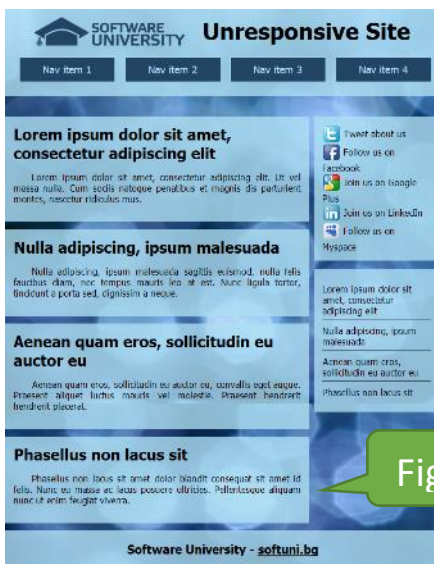 SOFTWARE
UNIVERSITY
Unresponsive Site
Nav item 1
Nav item 2
Nav item 3
Nav item 4
Lorem ipsum dolor sit amet,
consectetur adipiscing elit
Lorem ipsum dolor sit amet, consectetur adipiscing elit. Ut vel
massa nulla. Cum sociis natoque penatibus et magnis dis parturient
montes, nascetur ridiculus mus.
Nulla adipiscing, ipsum malesuada
Nulla adipiscing, ipsum malesuada sagittis euismod, nulla felis
faucibus diam, nec tempus mauris leo at est. Nunc ligula tortor,
tincidunt a porta sed, dignissim a neque.
Aenean quam eros, sollicitudin eu
auctor eu
Aenean quam eros, sollicitudin eu auctor eu, convallis eget augue.
Praesent aliquet luctus mauris vel molestie. Praesent hendrerit
hendrerit placerat.
Phasellus non lacus sit
Phasellus non lacus sit amet dolor blandit consequat sit amet id
felis. Nunc eu massa ac lacus posuere ultricies. Pellentesque aliquam
nunc ut enim feugiat viverra.
Tweet about us
Follow us on
Facebook
Join us on Google
Plus
Join us on LinkedIn
Follow us on
Myspace
Lorem ipsum dolor sit
amet, consectetur
adipiscing elit
Nulla adipiscing, ipsum
malesuada
Aenean quam eros,
sollicitudin eu auctor eu
Phasellus non lacus sit
Fig
Software University - softuni.bg